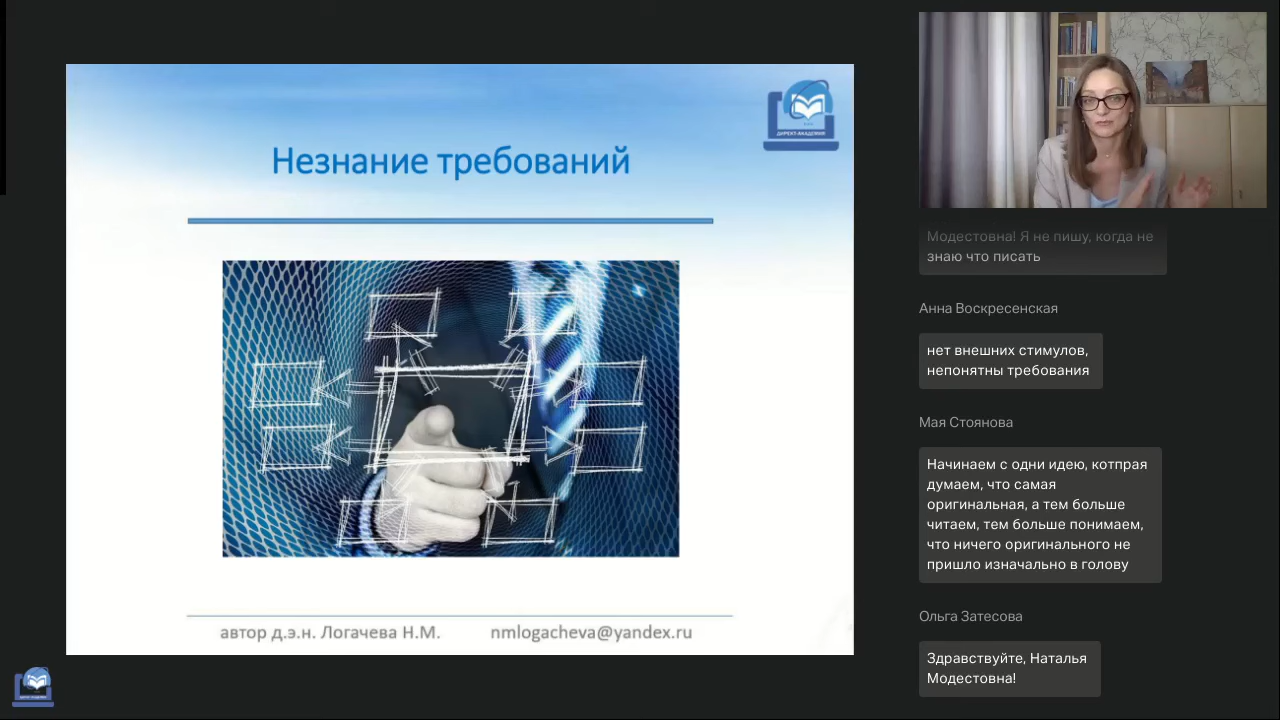 ДИРЕКТ-АКАДЕМИЯ
Незнание требований
автор д.э.н. Логачева Н.М.
nmlogacheva@yandex.ru
Модестовна! Я не пишу, когда не
знаю что писать
Анна Воскресенская
нет внешних стимулов,
непонятны требования
Мая Стоянова
Начинаем с одни идею, котпрая
думаем, что самая
оригинальная, а тем больше
читаем, тем больше понимаем,
что ничего оригинального не
пришло изначально в голову
Ольга Затесова
Здравствуйте, Наталья
Модестовна!